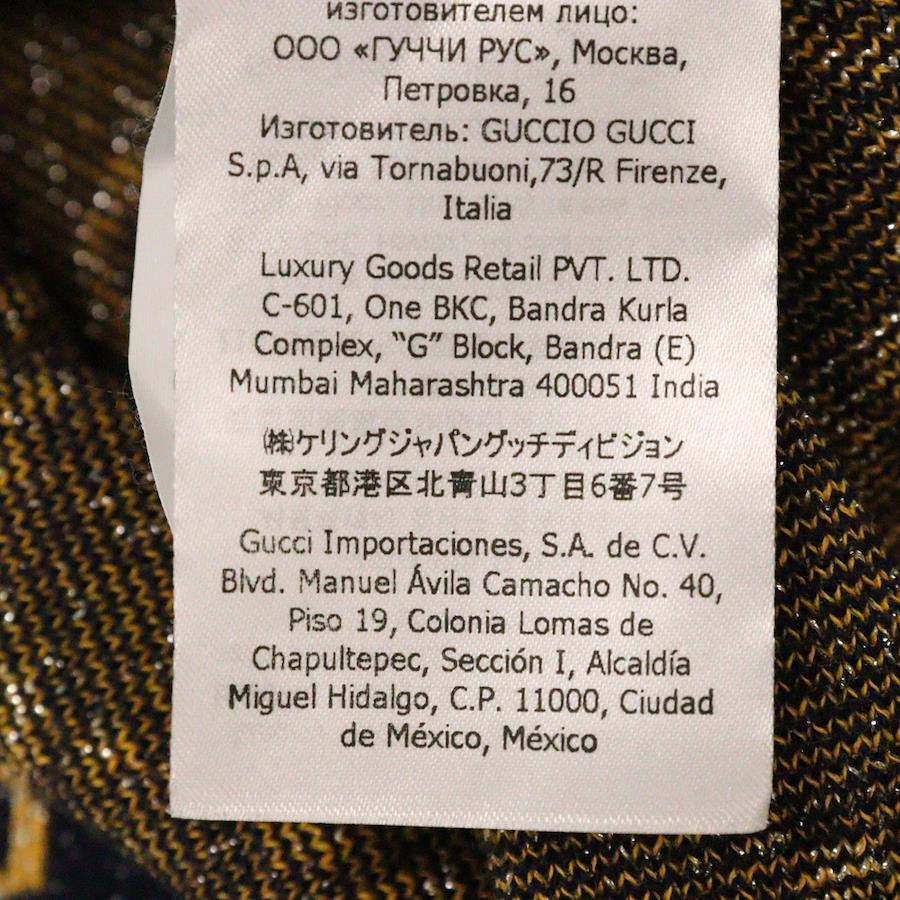 изготовителем лицо:
ООО «ГУЧЧИ РУС», Москва,
Петровка, 16
Изготовитель: GUCCIO GUCCI
S.p.A, via Tornabuoni,73/R Firenze,
Italia
Luxury Goods Retail PVT. LTD.
C-601, One BKC, Bandra Kurla
Complex, “G” Block, Bandra (E)
Mumbai Maharashtra 400051 India
㈱ケリングジャパングッチディビジョン
東京都港区北青山3丁目6番7号
Gucci Importaciones, S.A. de C.V.
Blvd. Manuel Ávila Camacho No. 40,
Piso 19, Colonia Lomas de
Chapultepec, Sección I, Alcaldía
Miguel Hidalgo, C.P. 11000, Ciudad
de México, México